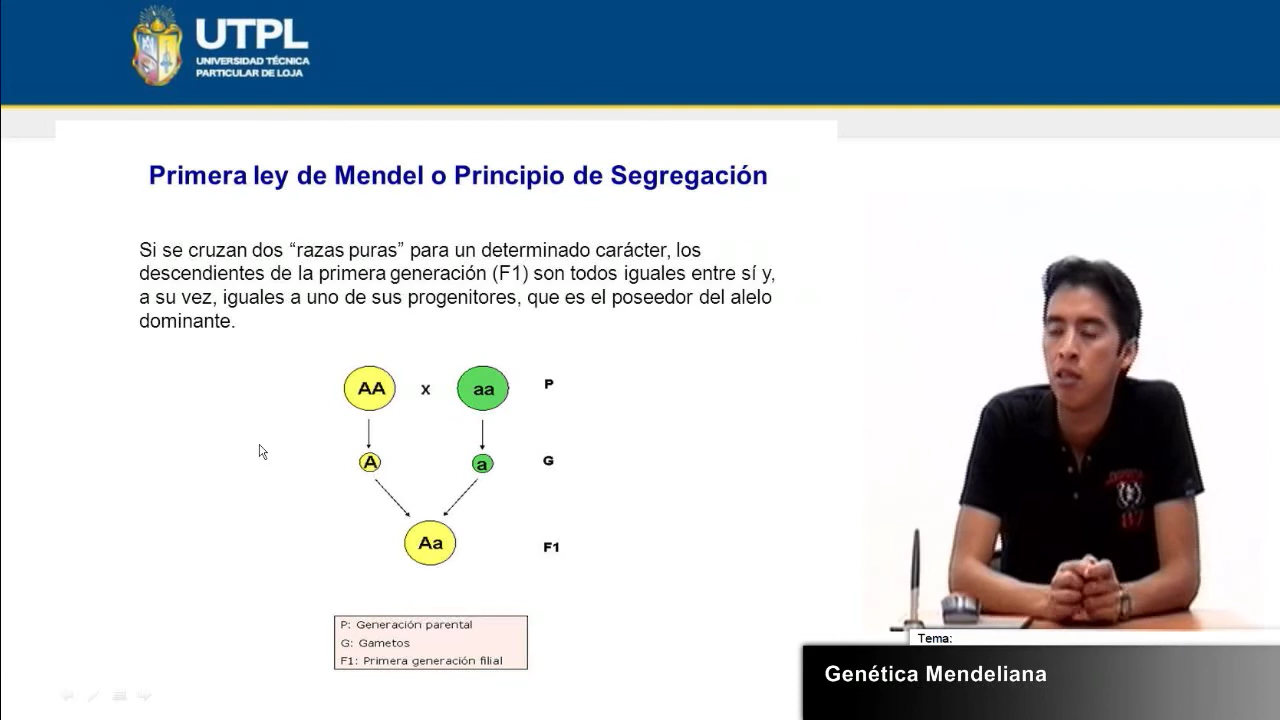 UTPL
UNIVERSIDAD TÉCNICA
PARTICULAR DE LOJA
Primera ley de Mendel o Principio de Segregación
Si se cruzan dos “razas puras” para un determinado carácter, los
descendientes de la primera generación (F1) son todos iguales entre sí y,
a su vez, iguales a uno de sus progenitores, que es el poseedor del alelo
dominante.
AA x aa P
A a G
Aa F1
P: Generación parental
G: Gametos
F1: Primera generación filial
Tema:
Genética Mendeliana